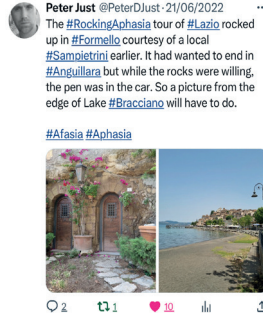 Peter Just @PeterDJust · 21/06/2022
The #RockingAphasia tour of #Lazio rocked
up in #Formello courtesy of a local
#Sampietrini earlier. It had wanted to end in
#Anguillara but while the rocks were willing,
the pen was in the car. So a picture from the
edge of Lake #Bracciano will have to do.
#Afasia #Aphasia
2 1 10